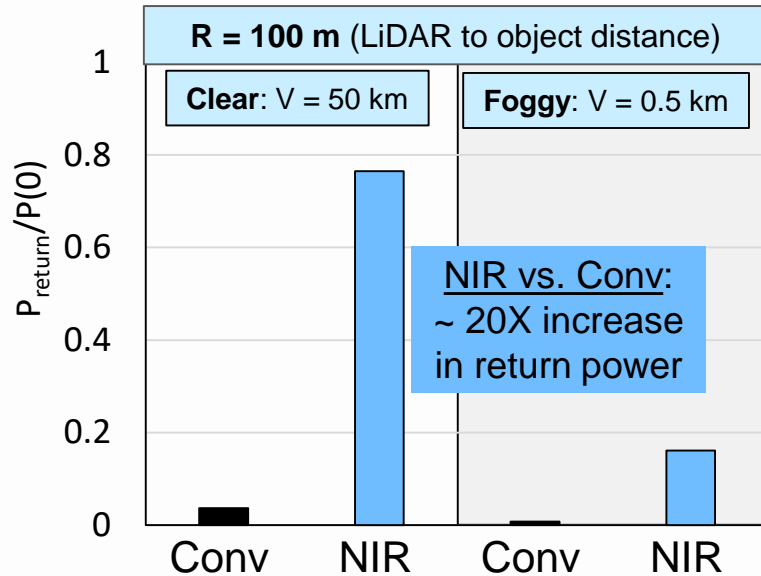 R = 100 m (LiDAR to object distance)
Clear: V = 50 km
Foggy: V = 0.5 km
P_return/P(0)
1
0.8
0.6
0.4
0.2
0
NIR vs. Conv:
~ 20X increase
in return power
Conv NIR Conv NIR